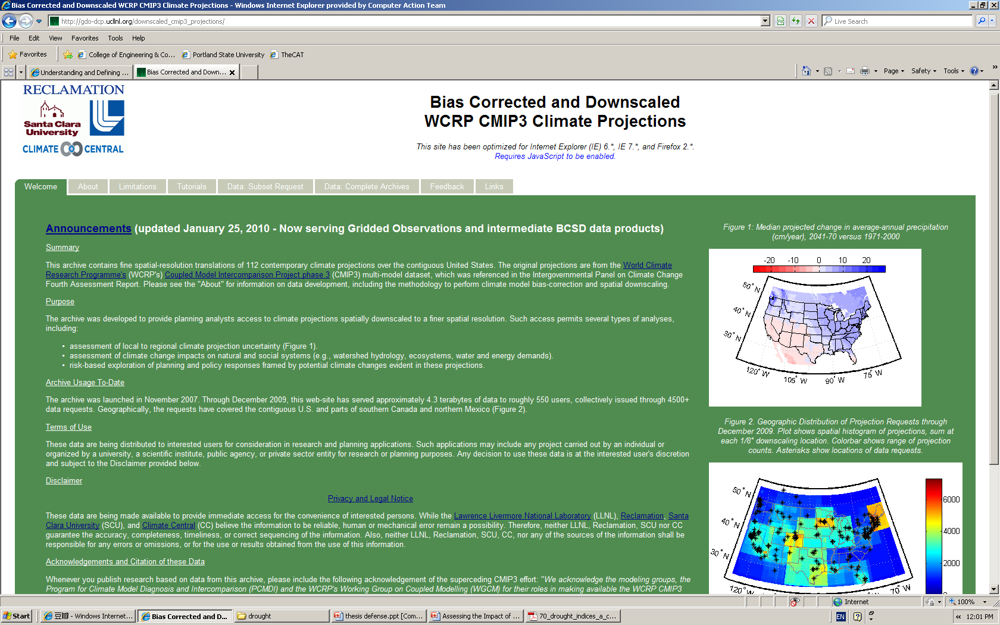 Bias Corrected and Downscaled WCRP CMIP3 Climate Projections - Windows Internet Explorer provided by Computer Action Team
http://gdo-dcp.ucllnl.org/downscaled_cmip3_projections/
Live Search
File Edit View Favorites Tools Help
Favorites College of Engineering & Co... Portland State University TheCAT
Understanding and Defining ... Bias Corrected and Down... Page Safety Tools
RECLAMATION
Santa Clara
University
CLIMATE CENTRAL
Bias Corrected and Downscaled
WCRP CMIP3 Climate Projections
This site has been optimized for Internet Explorer (IE) 6.*, IE 7.*, and Firefox 2.*.
Requires JavaScript to be enabled.
Welcome About Limitations Tutorials Data: Subset Request Data: Complete Archives Feedback Links
Announcements (updated January 25, 2010 - Now serving Gridded Observations and intermediate BCSD data products)
Summary
This archive contains fine spatial-resolution translations of 112 contemporary climate projections over the contiguous United States. The original projections are from the World Climate
Research Programme's (WCRP's) Coupled Model Intercomparison Project phase 3 (CMIP3) multi-model dataset, which was referenced in the Intergovernmental Panel on Climate Change
Fourth Assessment Report. Please see the "About" for information on data development, including the methodology to perform climate model bias-correction and spatial downscaling.
Purpose
The archive was developed to provide planning analysts access to climate projections spatially downscaled to a finer spatial resolution. Such access permits several types of analyses,
including:
• assessment of local to regional climate projection uncertainty (Figure 1).
• assessment of climate change impacts on natural and social systems (e.g., watershed hydrology, ecosystems, water and energy demands).
• risk-based exploration of planning and policy responses framed by potential climate changes evident in these projections.
Archive Usage To-Date
The archive was launched in November 2007. Through December 2009, this web-site has served approximately 4.3 terabytes of data to roughly 550 users, collectively issued through 4500+
data requests. Geographically, the requests have covered the contiguous U.S. and parts of southern Canada and northern Mexico (Figure 2).
Terms of Use
These data are being distributed to interested users for consideration in research and planning applications. Such applications may include any project carried out by an individual or
organized by a university, a scientific institute, public agency, or private sector entity for research or planning purposes. Any decision to use these data is at the interested user's discretion
and subject to the Disclaimer provided below.
Disclaimer
Privacy and Legal Notice
These data are being made available to provide immediate access for the convenience of interested persons. While the Lawrence Livermore National Laboratory (LLNL), Reclamation, Santa
Clara University (SCU), and Climate Central (CC) believe the information to be reliable, human or mechanical error remain a possibility. Therefore, neither LLNL, Reclamation, SCU nor CC
guarantee the accuracy, completeness, timeliness, or correct sequencing of the information. Also, neither LLNL, Reclamation, SCU, CC, nor any of the sources of the information shall be
responsible for any errors or omissions, or for the use or results obtained from the use of this information.
Acknowledgements and Citation of these Data
Whenever you publish research based on data from this archive, please include the following acknowledgement of the superceding CMIP3 effort: "We acknowledge the modeling groups, the
Program for Climate Model Diagnosis and Intercomparison (PCMDI) and the WCRP's Working Group on Coupled Modelling (WGCM) for their roles in making available the WCRP CMIP3
Figure 1: Median projected change in average-annual precipitation
(cm/year), 2041-70 versus 1971-2000
-20 -10 0 10 20
50° N
40° N
30° N
120° W 105° W 90° W 75° W
Figure 2. Geographic Distribution of Projection Requests through
December 2009. Plot shows spatial histogram of projections, sum at
each 1/8° downscaling location. Colorbar shows range of projection
counts. Asterisks show locations of data requests.
50° N
40° N
30° N
120° W 70° W
6000
4000
2000
0
Internet 100%
Start 豆瓣 - Windows Internet... Bias Corrected and D... drought thesis defense.ppt [Com... Assessing the Impact of ... 70_drought_indices_a_c... EN 12:01 PM